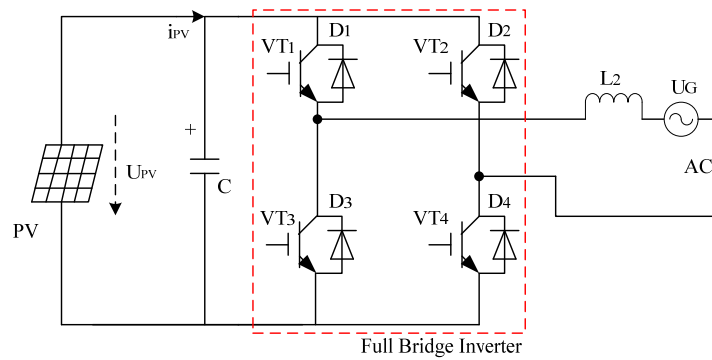 iPV
D1
D2
VT1
VT2
L2
UG
+
UPV
C
AC
PV
D3
D4
VT3
VT4
Full Bridge Inverter